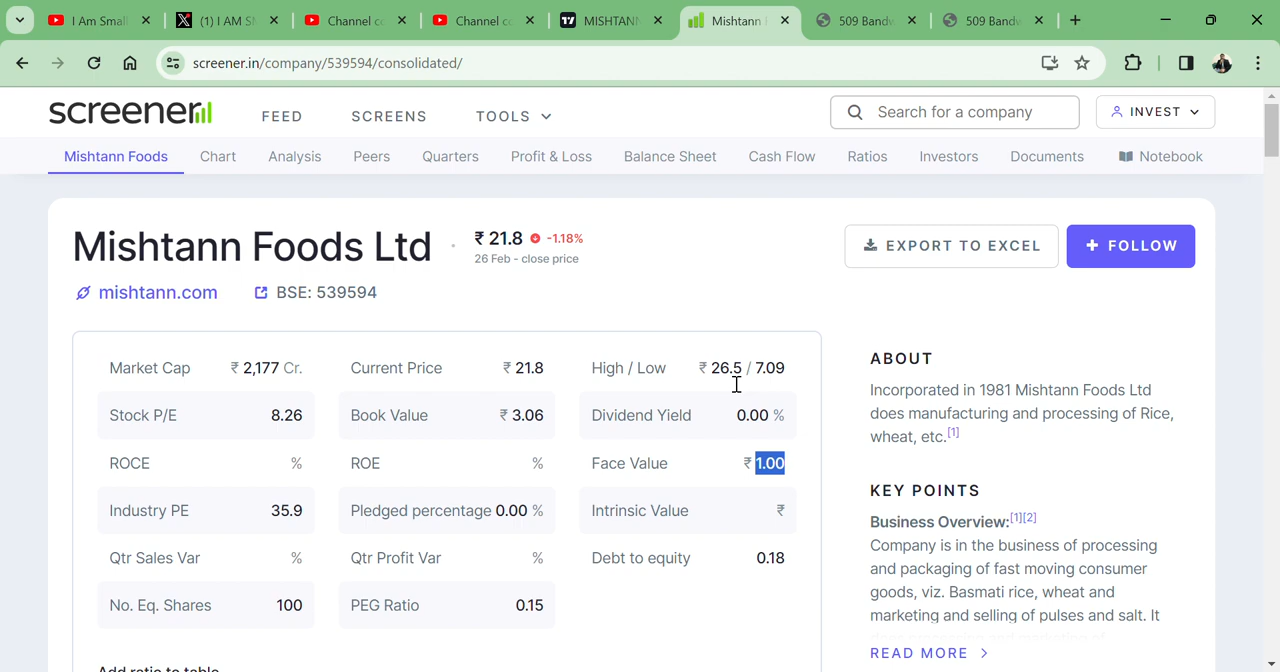 I Am Small
(1) I AM S
Channel c
Channel c
MISHTANN
Mishtann
509 Bandw
509 Bandw
screener.in/company/539594/consolidated/
screener
FEED
SCREENS
TOOLS
Search for a company
INVEST
Mishtann Foods
Chart
Analysis
Peers
Quarters
Profit & Loss
Balance Sheet
Cash Flow
Ratios
Investors
Documents
Notebook
Mishtann Foods Ltd
₹ 21.8 -1.18%
26 Feb - close price
EXPORT TO EXCEL
+ FOLLOW
mishtann.com
BSE: 539594
Market Cap ₹ 2,177 Cr.
Current Price ₹ 21.8
High / Low ₹ 26.5 / 7.09
Stock P/E 8.26
Book Value ₹ 3.06
Dividend Yield 0.00 %
ROCE %
ROE %
Face Value ₹ 1.00
Industry PE 35.9
Pledged percentage 0.00 %
Intrinsic Value ₹
Qtr Sales Var %
Qtr Profit Var %
Debt to equity 0.18
No. Eq. Shares 100
PEG Ratio 0.15
Add ratio to table
ABOUT
Incorporated in 1981 Mishtann Foods Ltd
does manufacturing and processing of Rice,
wheat, etc.[1]
KEY POINTS
Business Overview:[1][2]
Company is in the business of processing
and packaging of fast moving consumer
goods, viz. Basmati rice, wheat and
marketing and selling of pulses and salt. It
READ MORE